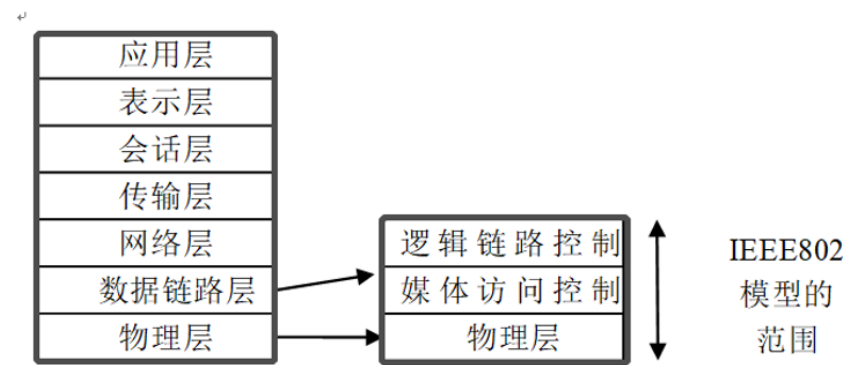 应用层
表示层
会话层
传输层
网络层
数据链路层
物理层
逻辑链路控制
媒体访问控制
物理层
IEEE802
模型的
范围